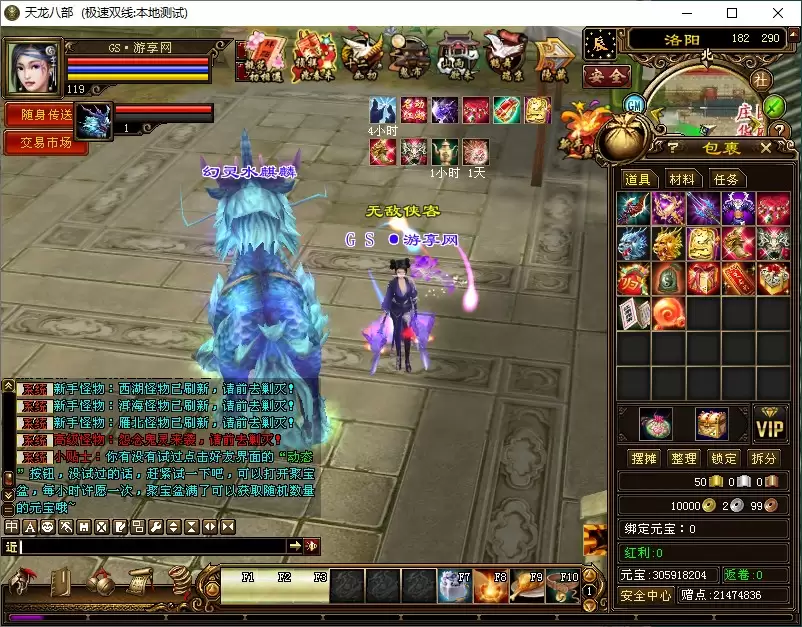 天龙八部 (极速双线:本地测试)
GS·游享网
119
随身传送
1
交易市场
辰
安全
洛阳 182 290
北
社
GM
?
4小时
1小时 1天
幻灵水麒麟
无敌侠客
GS●游享网
? 包裹
道具 材料 任务
VIP
摆摊 整理 锁定 拆分
50 0 0
10000 2 99
绑定元宝:0
红利:0
元宝:305918204 返卷:0
安全中心 赠点:21474836
系统 新手怪物:西湖怪物已刷新,请前去剿灭!
系统 新手怪物:洱海怪物已刷新,请前去剿灭!
系统 新手怪物:雁北怪物已刷新,请前去剿灭!
系统 高级怪物:怨念鬼灵来袭,请前去剿灭!
系统 小贴士:你有没有试过点击好友界面的“动态
”按钮,没试过的话,赶紧试一下吧,可以打开聚宝
盆,每小时许愿一次,聚宝盆满了可以获取随机数量
的元宝哦~
中 A
近
F1 F2 F3 F7 F8 F9 F10
1